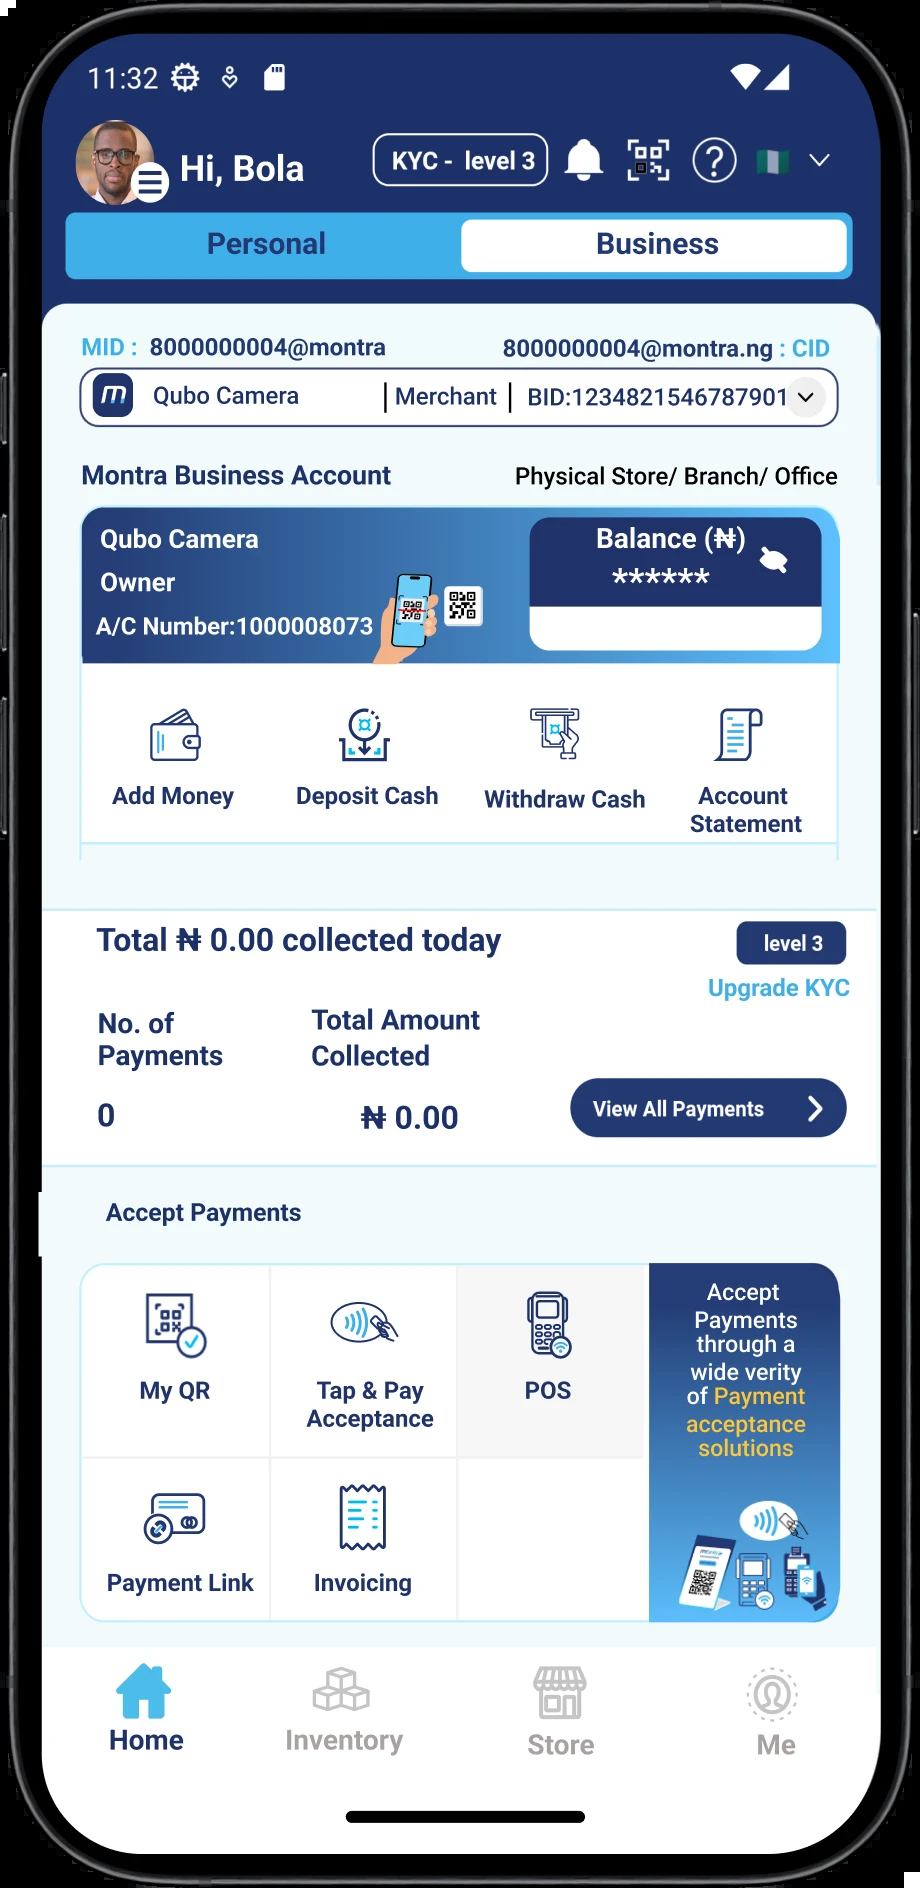 11:32
Hi, Bola
KYC - level 3
Personal
Business
MID : 8000000004@montra
8000000004@montra.ng : CID
m Qubo Camera | Merchant | BID:1234821546787901
Montra Business Account
Physical Store/ Branch/ Office
Qubo Camera
Owner
A/C Number:1000008073
Balance (₦)
******
Add Money
Deposit Cash
Withdraw Cash
Account
Statement
Total ₦ 0.00 collected today
level 3
Upgrade KYC
No. of
Payments
0
Total Amount
Collected
₦ 0.00
View All Payments
Accept Payments
My QR
Tap & Pay
Acceptance
POS
Payment Link
Invoicing
Accept
Payments
through a
wide verity
of Payment
acceptance
solutions
Home
Inventory
Store
Me